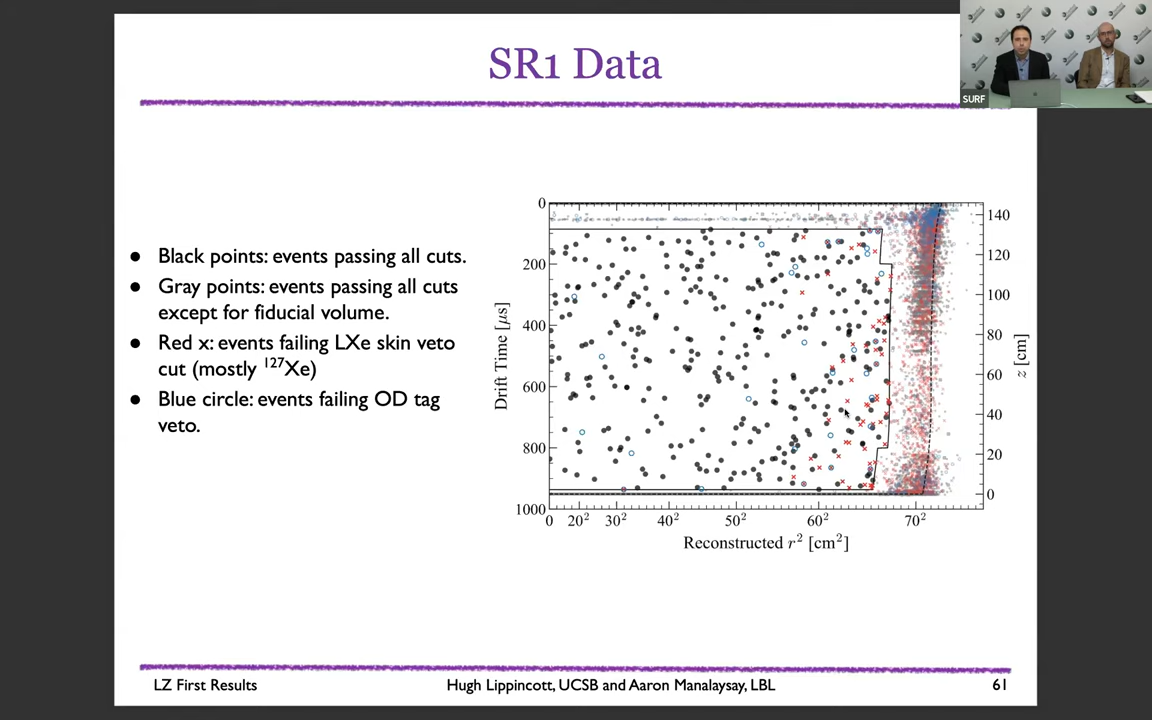 SR1 Data
SURF
● Black points: events passing all cuts.
● Gray points: events passing all cuts
except for fiducial volume.
● Red x: events failing LXe skin veto
cut (mostly ¹²⁷Xe)
● Blue circle: events failing OD tag
veto.
Drift Time [μs]
0
200
400
600
800
1000
0 20² 30² 40² 50² 60² 70²
Reconstructed r² [cm²]
140
120
100
80
60
40
20
0
z [cm]
LZ First Results
Hugh Lippincott, UCSB and Aaron Manalaysay, LBL
61